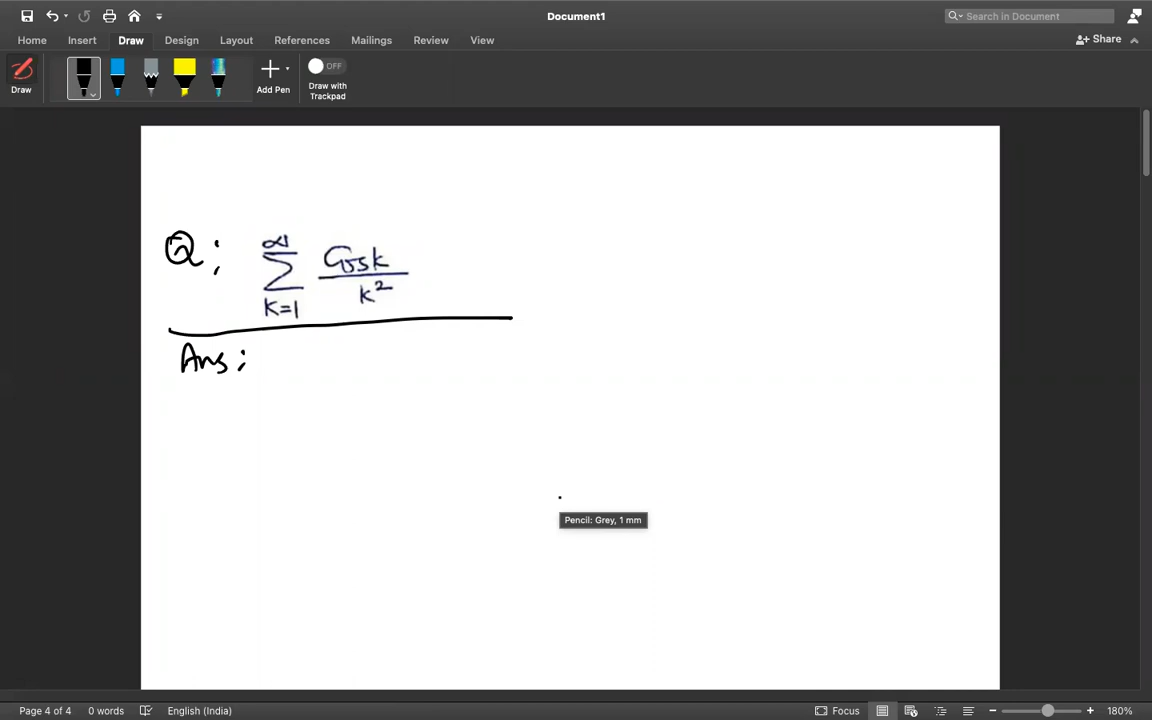 Document1
Search in Document
Home Insert Draw Design Layout References Mailings Review View
Share
Draw
Add Pen
OFF
Draw with
Trackpad
Q: ∑_{k=1}^{∞} Cosk / k²
Ans:
Pencil: Grey, 1 mm
Page 4 of 4 0 words English (India) Focus 180%